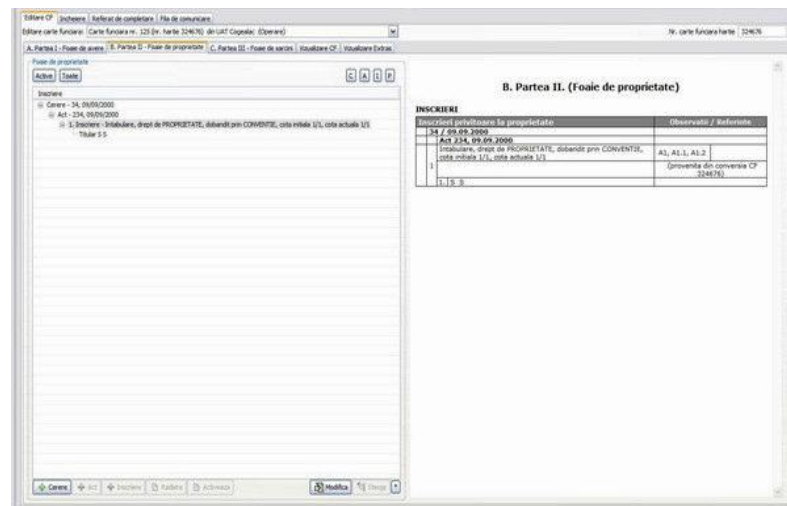 Editare CF Incheiere Referat de completare Fila de comunicare
Editare carte funciara: Carte funciara nr. 125 (nr. hartie 324676) din UAT Cogealac (Operare) Nr. carte funciara hartie 324676
A. Partea I - Foaie de avere B. Partea II - Foaie de proprietate C. Partea III - Foaie de sarcini Vizualizare CF Vizualizare Extras
Foaie de proprietate
Active Toate C A I P
Inscriere
Cerere - 34, 09/09/2000
Act - 234, 09/09/2000
1. Inscriere - Intabulare, drept de PROPRIETATE, dobandit prin CONVENTIE, cota initiala 1/1, cota actuala 1/1
Titular S S
Cerere Act Inscriere Radiere Activeaza Modifica Sterge
B. Partea II. (Foaie de proprietate)
INSCRIERI
Inscrieri privitoare la proprietate Observatii / Referinte
34 / 09.09.2000
Act 234, 09.09.2000
1 Intabulare, drept de PROPRIETATE, dobandit prin CONVENTIE, cota initiala 1/1, cota actuala 1/1 A1, A1.1, A1.2
(provenita din conversia CF 324676)
1. S S